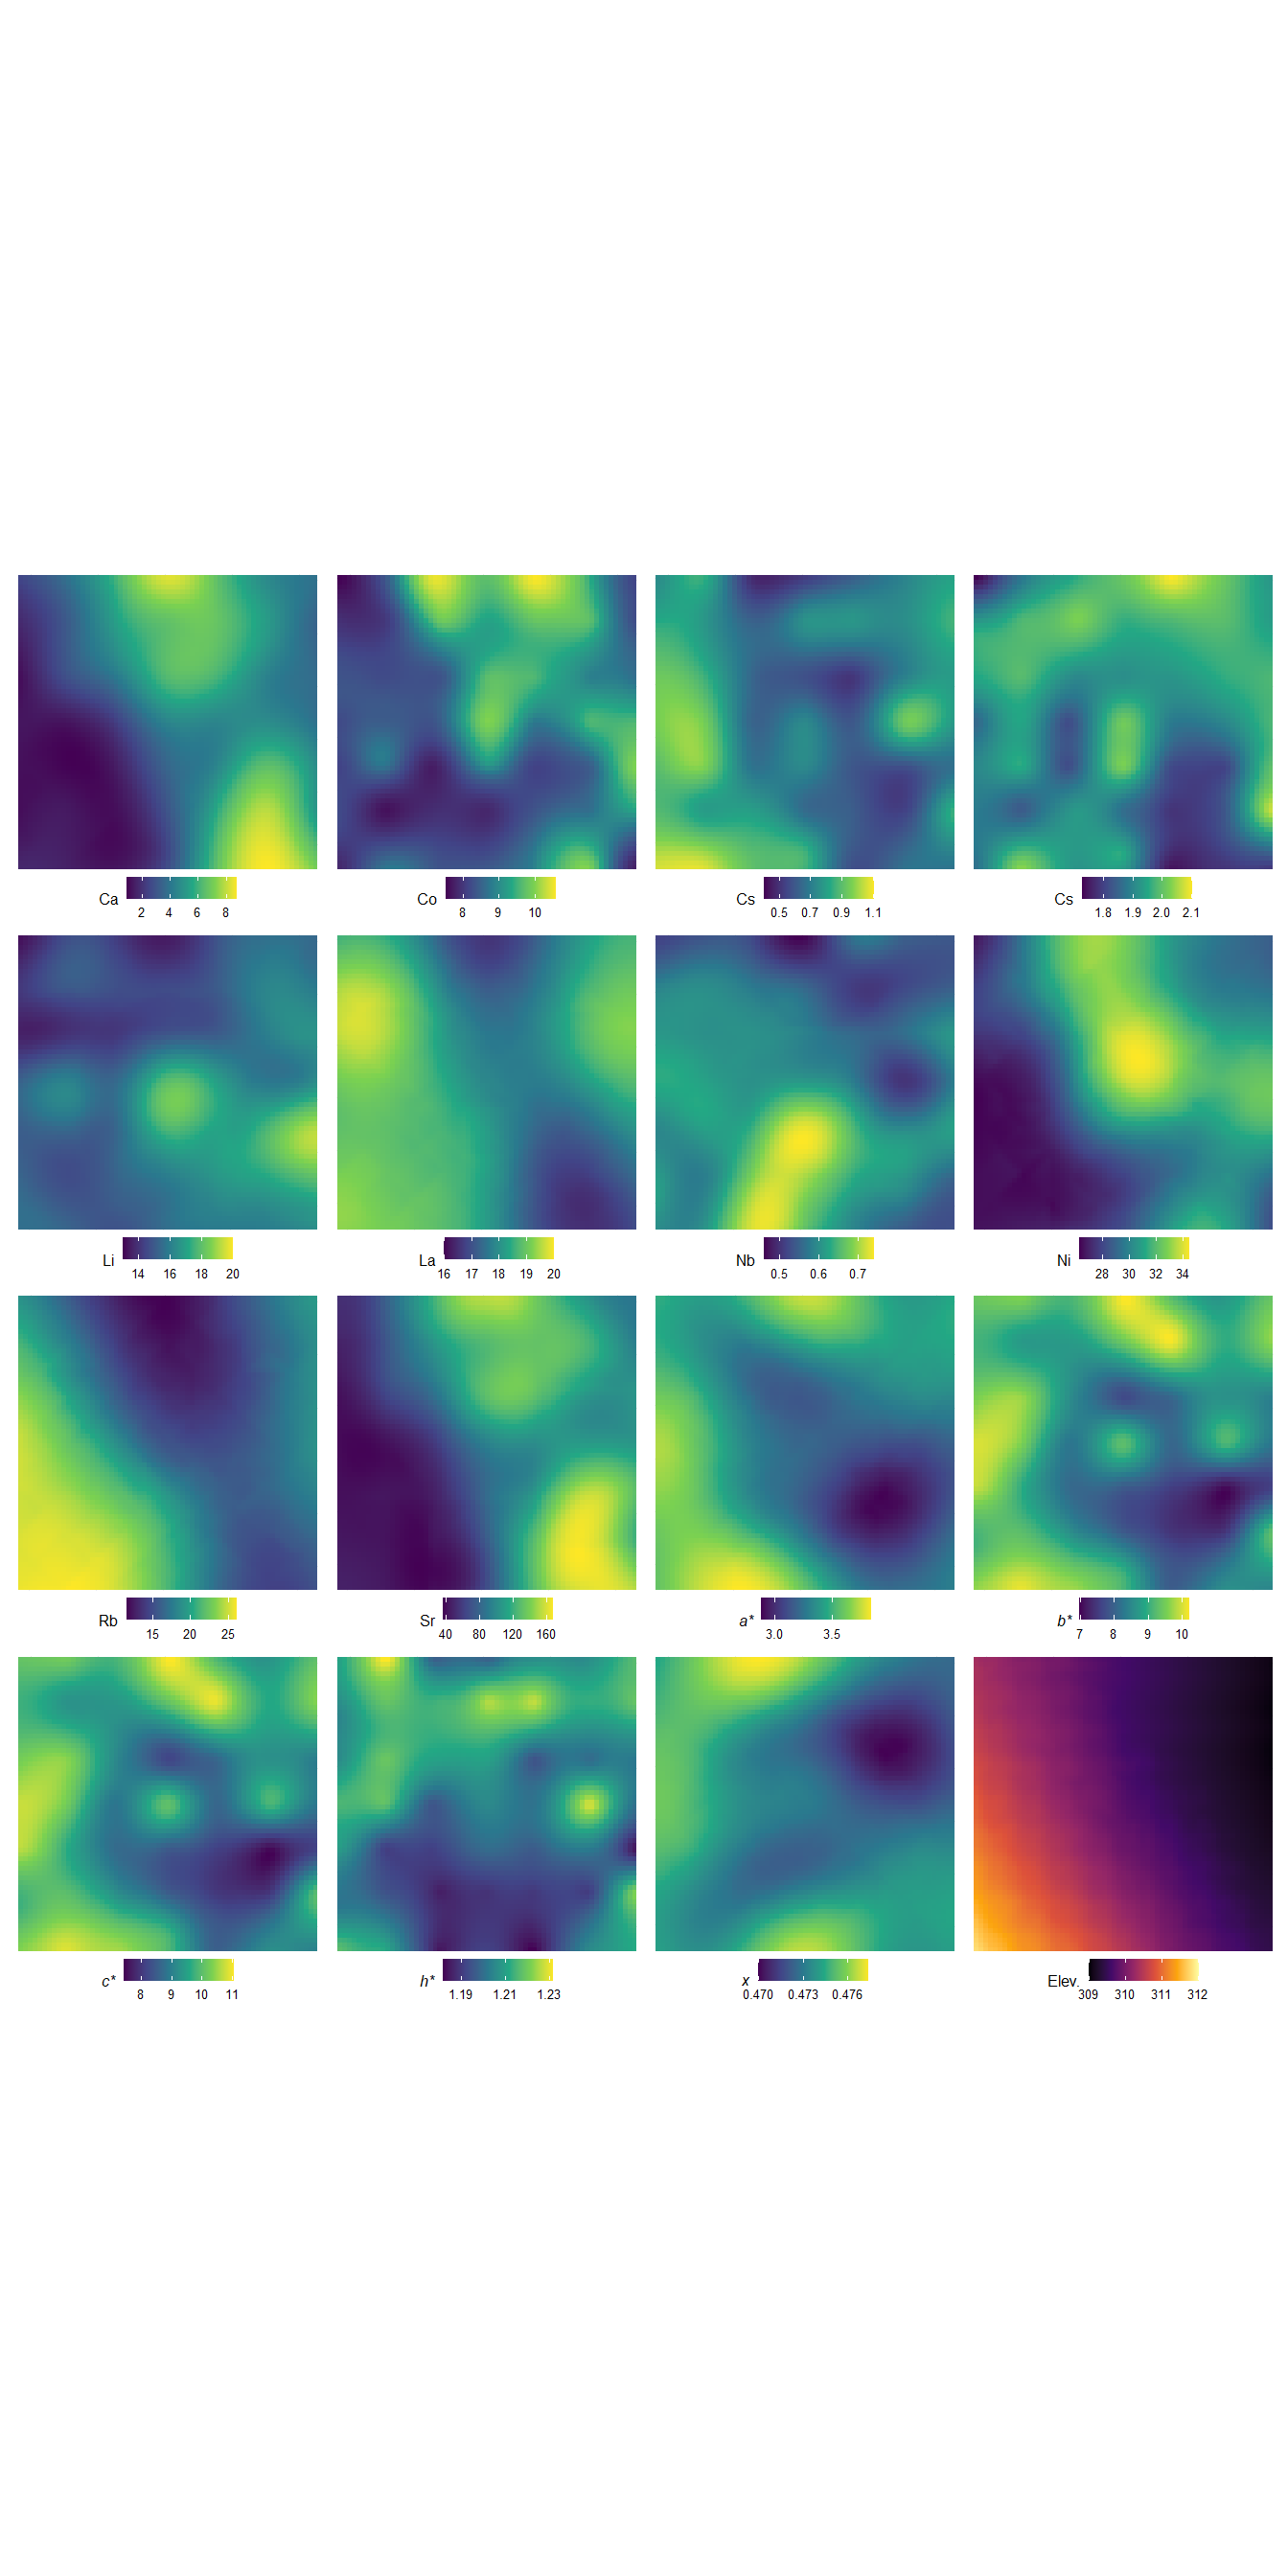 Ca 2 4 6 8
Co 8 9 10
Cs 0.5 0.7 0.9 1.1
Cs 1.8 1.9 2.0 2.1
Li 14 16 18 20
La 16 17 18 19 20
Nb 0.5 0.6 0.7
Ni 28 30 32 34
Rb 15 20 25
Sr 40 80 120 160
a* 3.0 3.5
b* 7 8 9 10
c* 8 9 10 11
h* 1.19 1.21 1.23
x 0.470 0.473 0.476
Elev. 309 310 311 312